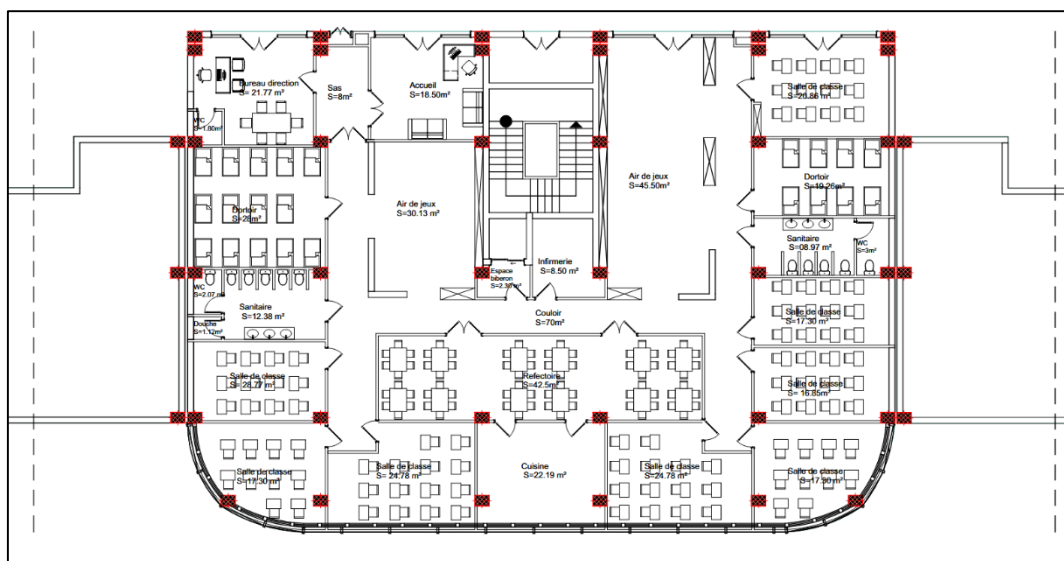 Bureau direction
S= 21.77 m²
Sas
S=8m²
Accueil
S=18.50m²
Salle de classe
S=20.86 m²
WC
S=1.80m²
Dortoir
S=28m²
Air de jeux
S=30.13 m²
Air de jeux
S=45.50m²
Dortoir
S=19.26m²
Sanitaire
S=08.97 m²
WC
S=3m²
Espace
biberon
S=2.30m²
Infirmerie
S=8.50 m²
WC
S=2.07 m²
Sanitaire
S=12.38 m²
Douche
S=1.12m²
Couloir
S=70m²
Salle de classe
S=17.30 m²
Salle de classe
S= 28.77 m²
Refectoire
S=42.5m²
Salle de classe
S= 16.85m²
Salle de classe
S=17.30 m²
Salle de classe
S= 24.78 m²
Cuisine
S=22.19 m²
Salle de classe
S=24.78 m²
Salle de classe
S=17.30 m²